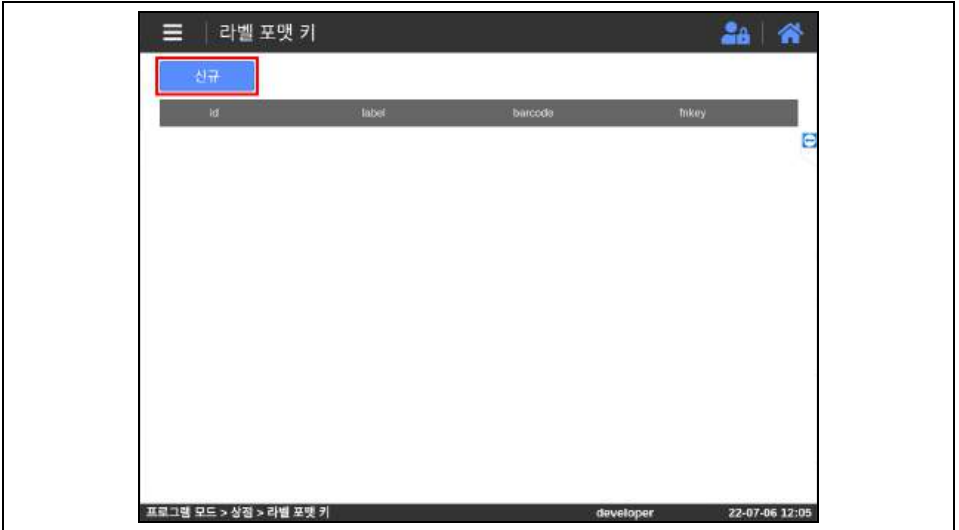 라벨 포맷 키
신규
id label barcode fnkey
프로그램 모드 > 상점 > 라벨 포맷 키 developer 22-07-06 12:05